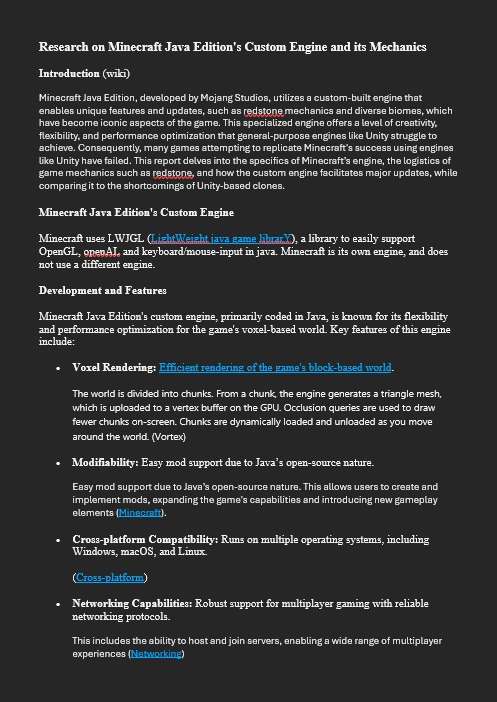 Research on Minecraft Java Edition's Custom Engine and its Mechanics
Introduction (wiki)
Minecraft Java Edition, developed by Mojang Studios, utilizes a custom-built engine that
enables unique features and updates, such as redstone mechanics and diverse biomes, which
have become iconic aspects of the game. This specialized engine offers a level of creativity,
flexibility, and performance optimization that general-purpose engines like Unity struggle to
achieve. Consequently, many games attempting to replicate Minecraft's success using engines
like Unity have failed. This report delves into the specifics of Minecraft's engine, the logistics of
game mechanics such as redstone, and how the custom engine facilitates major updates, while
comparing it to the shortcomings of Unity-based clones.
Minecraft Java Edition's Custom Engine
Minecraft uses LWJGL (LightWeight java game librarY), a library to easily support
OpenGL, openAL and keyboard/mouse-input in java. Minecraft is its own engine, and does
not use a different engine.
Development and Features
Minecraft Java Edition's custom engine, primarily coded in Java, is known for its flexibility
and performance optimization for the game's voxel-based world. Key features of this engine
include:
• Voxel Rendering: Efficient rendering of the game's block-based world.
The world is divided into chunks. From a chunk, the engine generates a triangle mesh,
which is uploaded to a vertex buffer on the GPU. Occlusion queries are used to draw
fewer chunks on-screen. Chunks are dynamically loaded and unloaded as you move
around the world. (Vortex)
• Modifiability: Easy mod support due to Java's open-source nature.
Easy mod support due to Java's open-source nature. This allows users to create and
implement mods, expanding the game's capabilities and introducing new gameplay
elements (Minecraft).
• Cross-platform Compatibility: Runs on multiple operating systems, including
Windows, macOS, and Linux.
(Cross-platform)
• Networking Capabilities: Robust support for multiplayer gaming with reliable
networking protocols.
This includes the ability to host and join servers, enabling a wide range of multiplayer
experiences (Networking)